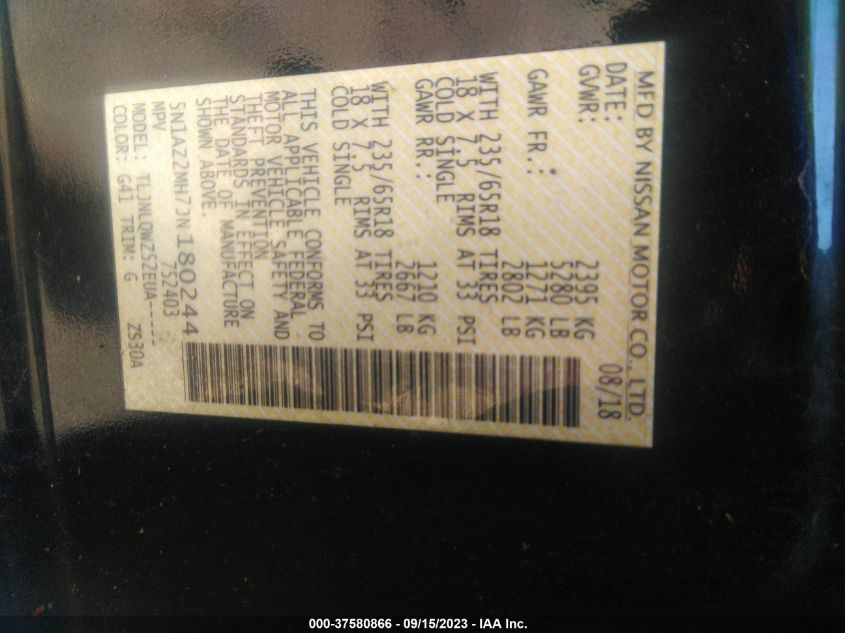 MFD BY NISSAN MOTOR CO., LTD.
DATE: 08/18
GVWR: 2395 KG
5280 LB
GAWR FR.: 1271 KG
2802 LB
WITH 235/65R18 TIRES
18 X 7.5 RIMS AT 33 PSI
COLD SINGLE
GAWR RR.: 1210 KG
2667 LB
WITH 235/65R18 TIRES
18 X 7.5 RIMS AT 33 PSI
COLD SINGLE
THIS VEHICLE CONFORMS TO
ALL APPLICABLE FEDERAL
MOTOR VEHICLE SAFETY AND
THEFT PREVENTION
STANDARDS IN EFFECT ON
THE DATE OF MANUFACTURE
SHOWN ABOVE.
5N1AZ2MH7JN180244
MPV 752403
MODEL: TLJNLQWZ52EUA-----
COLOR: G41 TRIM: G Z530A
000-37580866 - 09/15/2023 - IAA Inc.